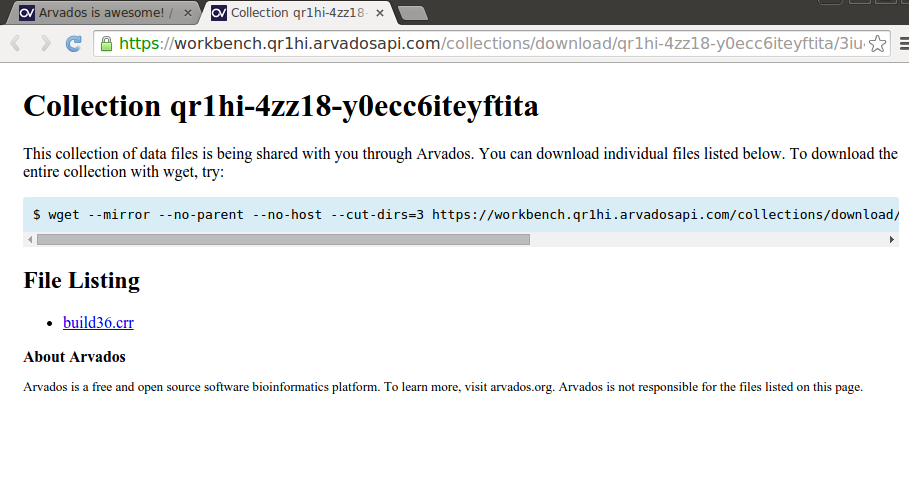 Arvados is awesome! /
Collection qr1hi-4zz18-
https://workbench.qr1hi.arvadosapi.com/collections/download/qr1hi-4zz18-y0ecc6iteyftita/3iu
Collection qr1hi-4zz18-y0ecc6iteyftita
This collection of data files is being shared with you through Arvados. You can download individual files listed below. To download the
entire collection with wget, try:
$ wget --mirror --no-parent --no-host --cut-dirs=3 https://workbench.qr1hi.arvadosapi.com/collections/download/
File Listing
build36.crr
About Arvados
Arvados is a free and open source software bioinformatics platform. To learn more, visit arvados.org. Arvados is not responsible for the files listed on this page.